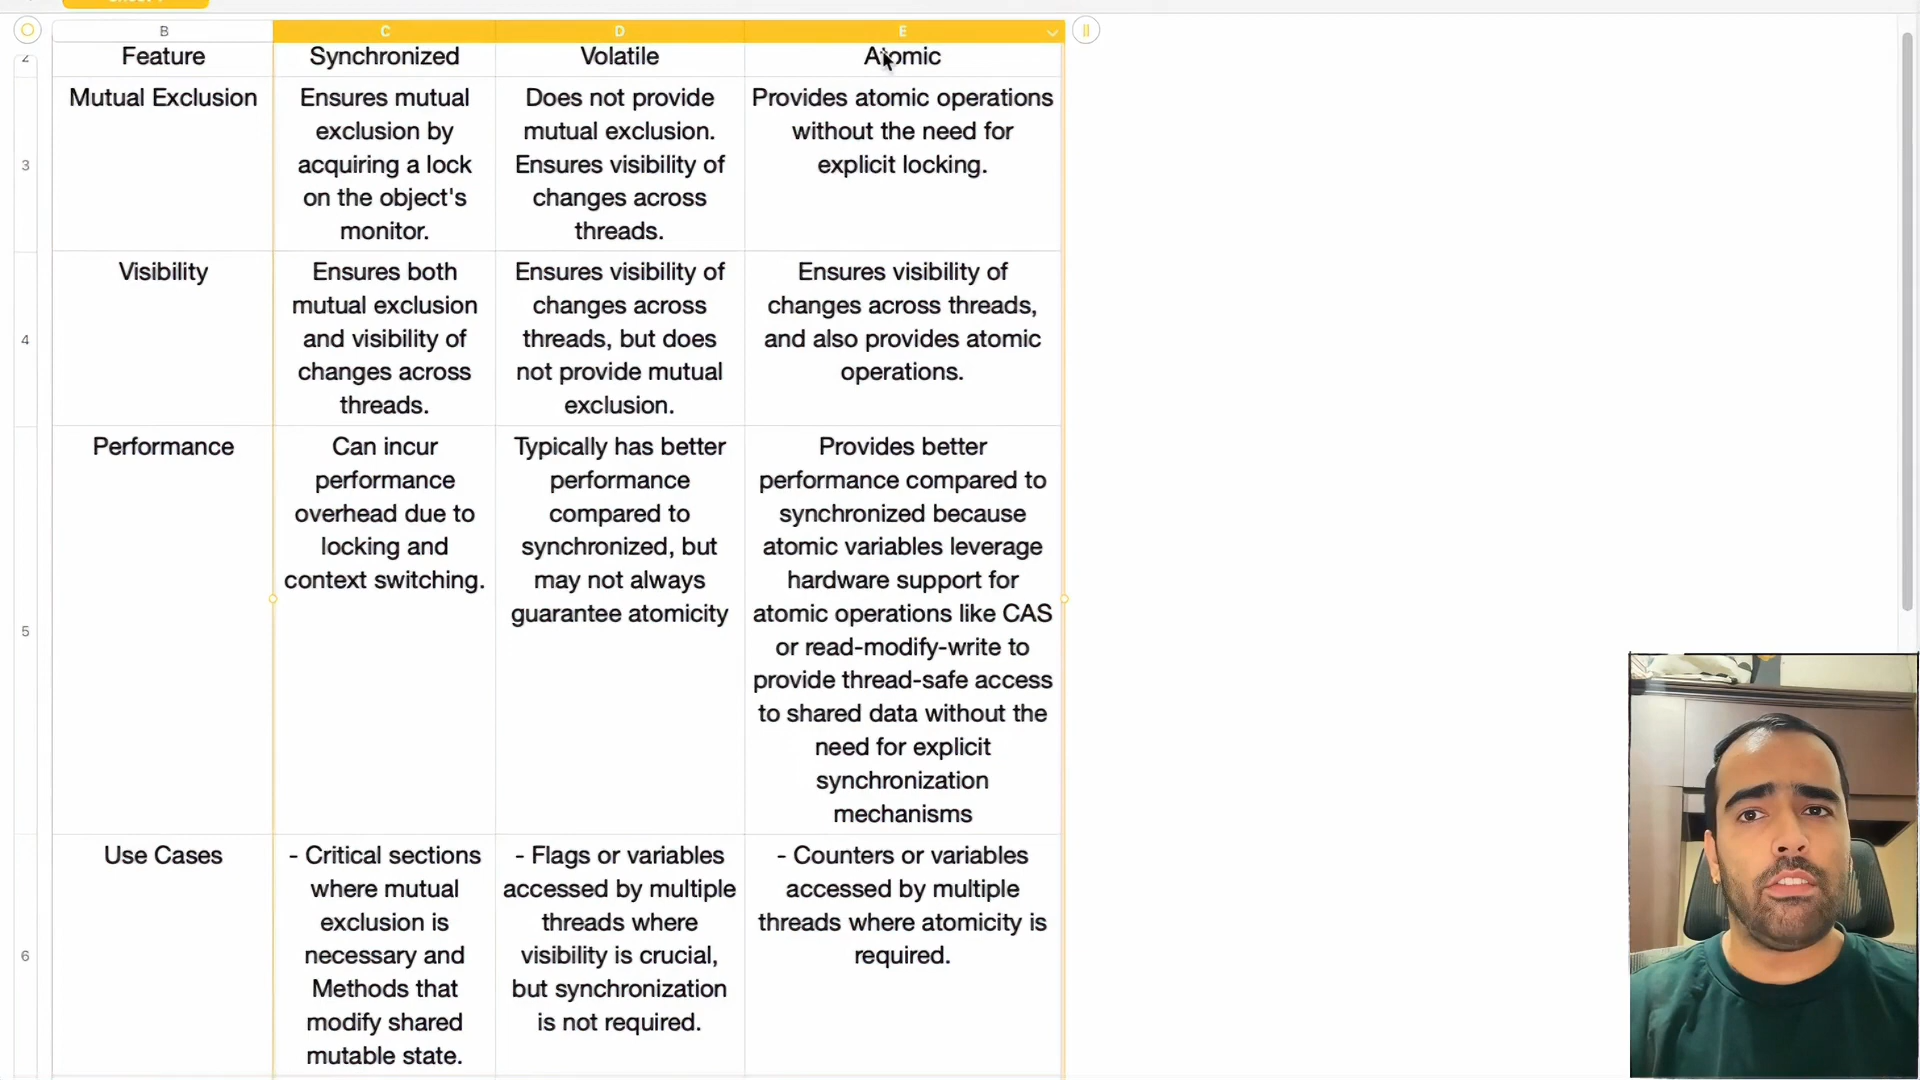 B
C
D
E
2
Feature
Synchronized
Volatile
Atomic
3
Mutual Exclusion
Ensures mutual
exclusion by
acquiring a lock
on the object's
monitor.
Does not provide
mutual exclusion.
Ensures visibility of
changes across
threads.
Provides atomic operations
without the need for
explicit locking.
4
Visibility
Ensures both
mutual exclusion
and visibility of
changes across
threads.
Ensures visibility of
changes across
threads, but does
not provide mutual
exclusion.
Ensures visibility of
changes across threads,
and also provides atomic
operations.
5
Performance
Can incur
performance
overhead due to
locking and
context switching.
Typically has better
performance
compared to
synchronized, but
may not always
guarantee atomicity
Provides better
performance compared to
synchronized because
atomic variables leverage
hardware support for
atomic operations like CAS
or read-modify-write to
provide thread-safe access
to shared data without the
need for explicit
synchronization
mechanisms
6
Use Cases
- Critical sections
where mutual
exclusion is
necessary and
Methods that
modify shared
mutable state.
- Flags or variables
accessed by multiple
threads where
visibility is crucial,
but synchronization
is not required.
- Counters or variables
accessed by multiple
threads where atomicity is
required.